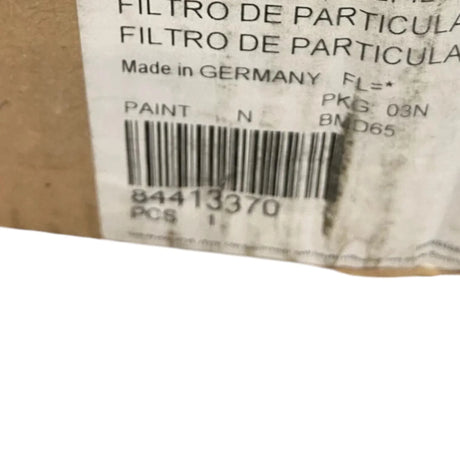 FILTRO DE PARTICULA
FILTRO DE PARTICULA
Made in GERMANY FL=*
PKG 03N
PAINT N BMD65
84413370
PCS 1